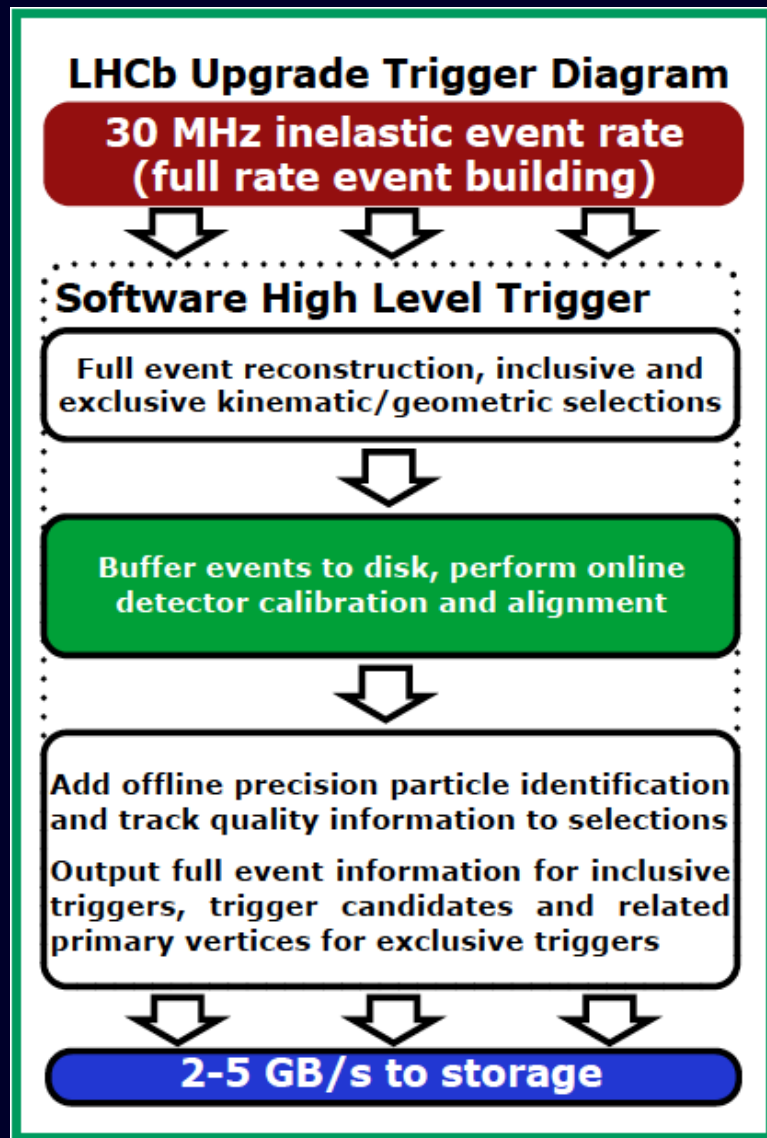 LHCb Upgrade Trigger Diagram
30 MHz inelastic event rate
(full rate event building)
Software High Level Trigger
Full event reconstruction, inclusive and
exclusive kinematic/geometric selections
Buffer events to disk, perform online
detector calibration and alignment
Add offline precision particle identification
and track quality information to selections
Output full event information for inclusive
triggers, trigger candidates and related
primary vertices for exclusive triggers
2-5 GB/s to storage